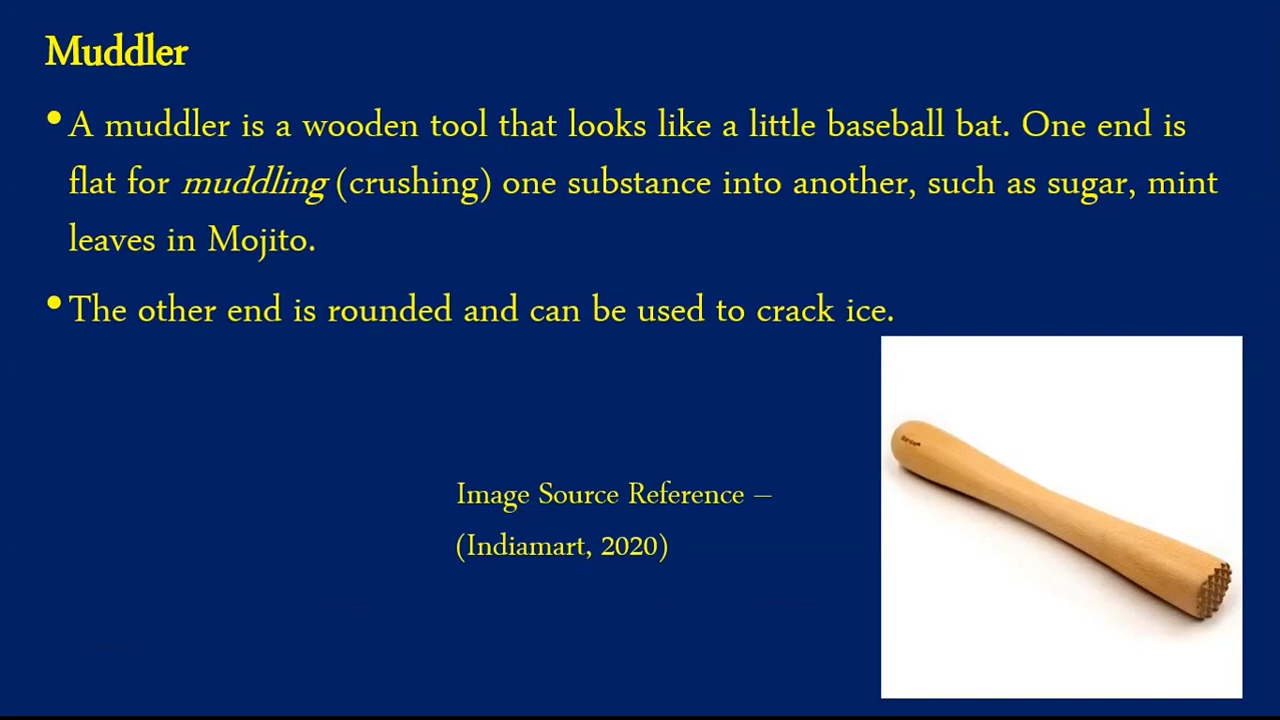 Muddler
• A muddler is a wooden tool that looks like a little baseball bat. One end is
flat for muddling (crushing) one substance into another, such as sugar, mint
leaves in Mojito.
• The other end is rounded and can be used to crack ice.
Image Source Reference –
(Indiamart, 2020)